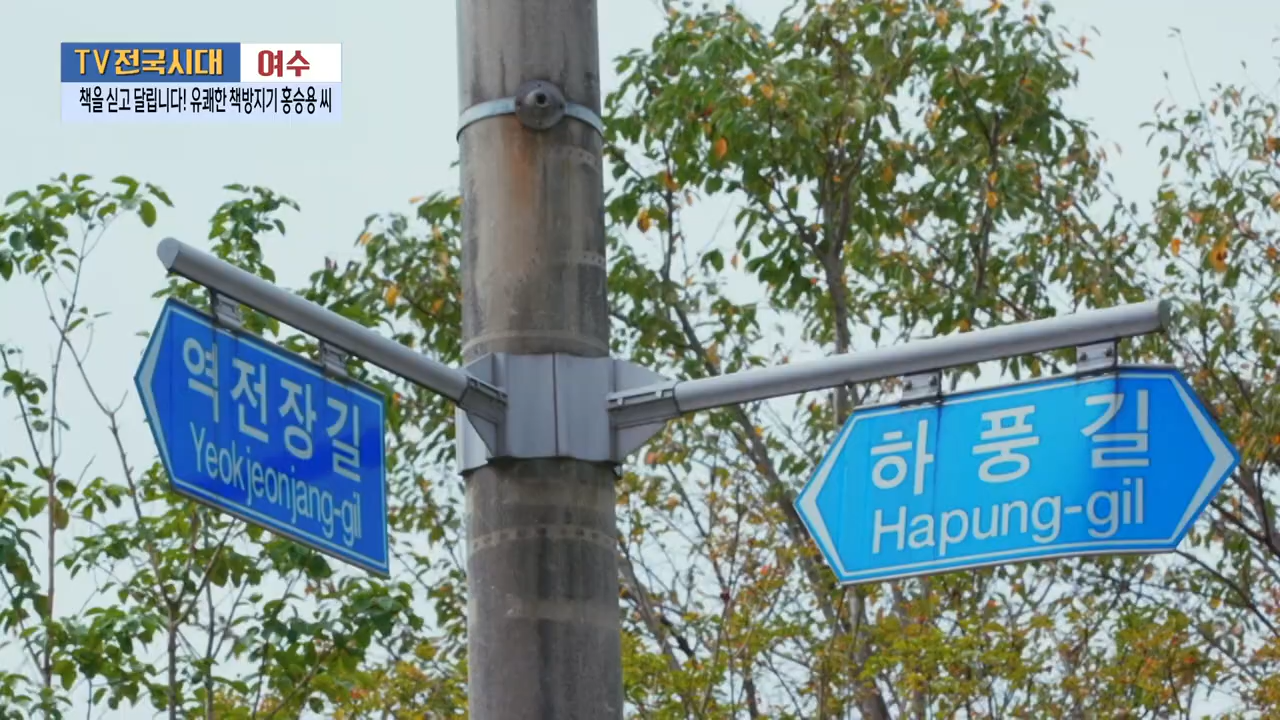 TV전국시대 여수
책을 싣고 달립니다! 유쾌한 책방지기 홍승용 씨
역전장길
Yeokjeonjang-gil
하풍길
Hapung-gil